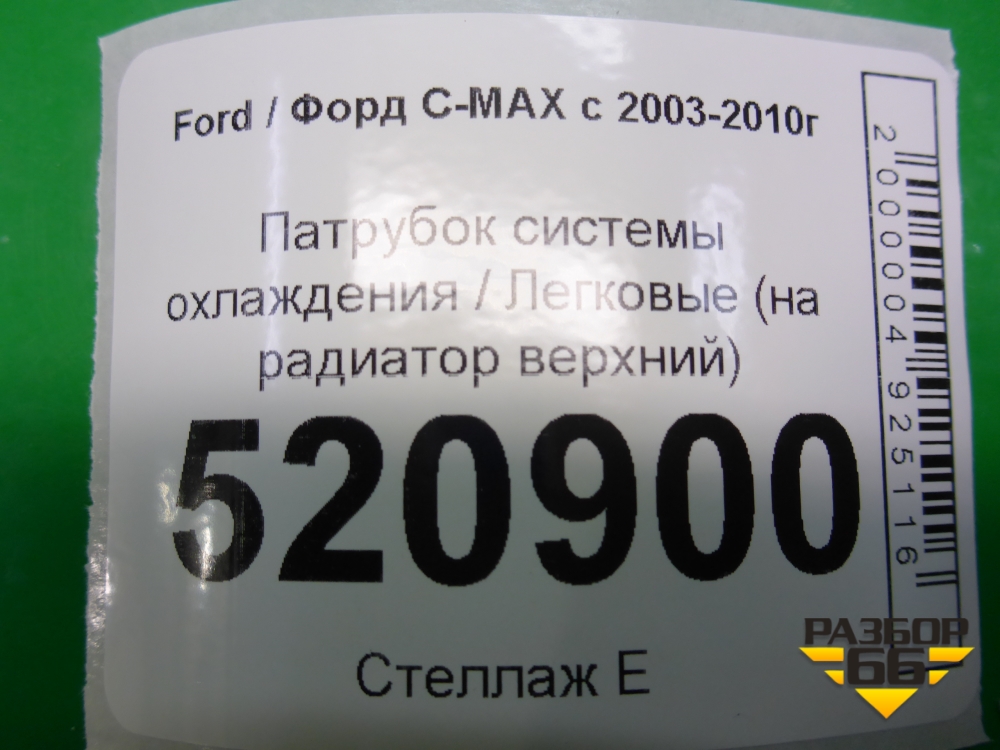 Ford / Форд C-MAX с 2003-2010г
Патрубок системы
охлаждения / Легковые (на
радиатор верхний)
520900
Стеллаж Е
2000004925116
РАЗБОР
66